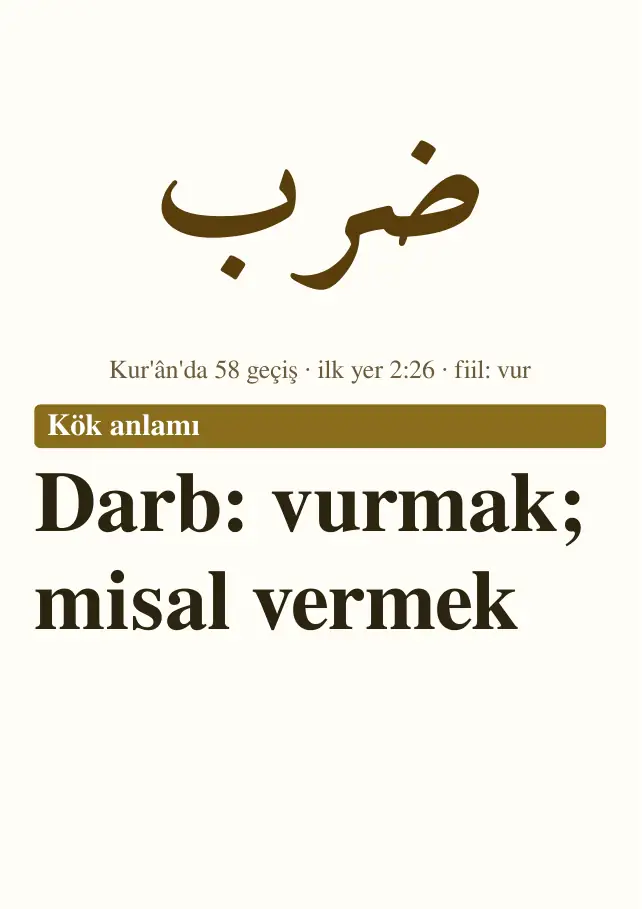 ضرب
Kur'ân'da 58 geçiş · ilk yer 2:26 · fiil: vur
Kök anlamı
Darb: vurmak;
misal vermek